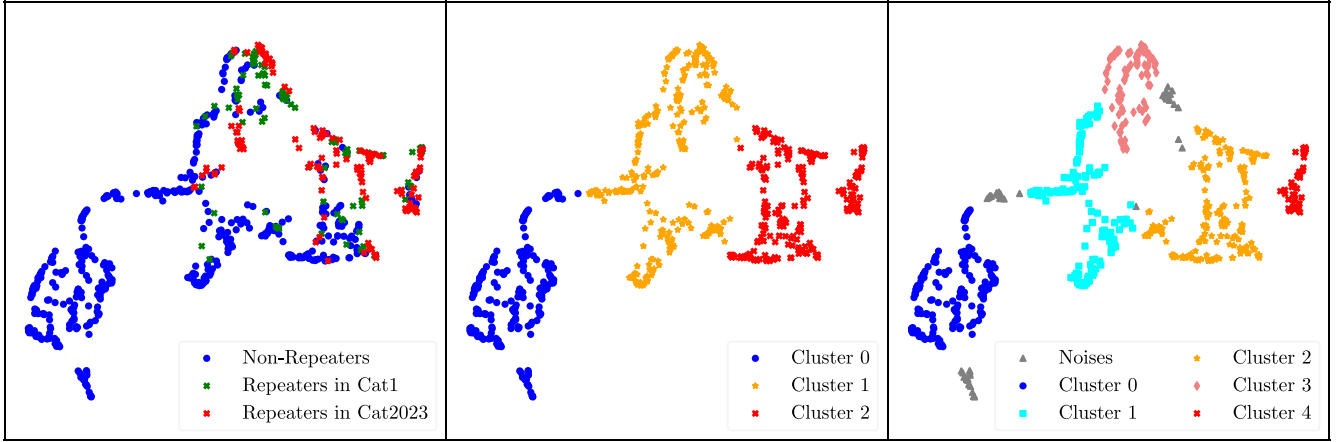 Non-Repeaters
Repeaters in Cat1
Repeaters in Cat2023
Cluster 0
Cluster 1
Cluster 2
Noises
Cluster 0
Cluster 1
Cluster 2
Cluster 3
Cluster 4